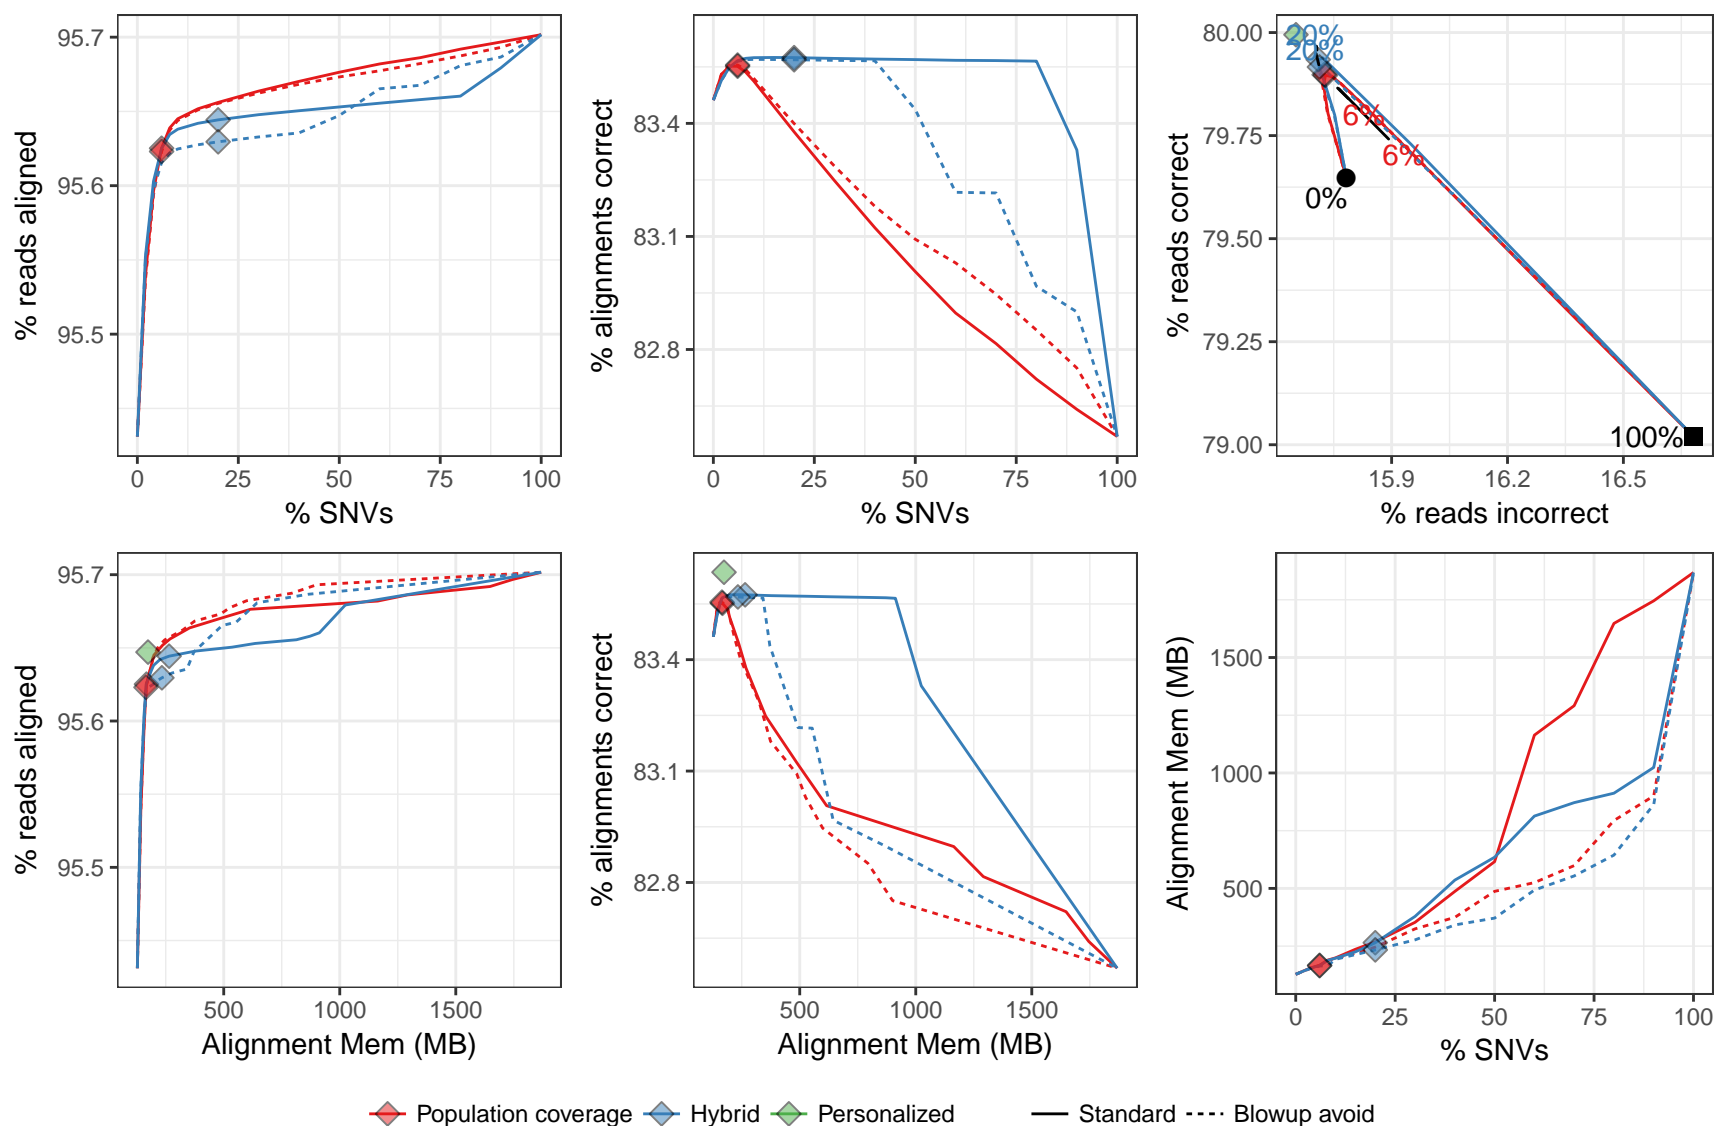 95.7
95.6
95.5
% reads aligned
0
25
50
75
100
% SNVs
83.4
83.1
82.8
% alignments correct
0
25
50
75
100
% SNVs
80.00
79.75
79.50
79.25
79.00
% reads correct
20%
20%
6%
6%
0%
100%
15.9
16.2
16.5
% reads incorrect
95.7
95.6
95.5
% reads aligned
500
1000
1500
Alignment Mem (MB)
83.4
83.1
82.8
% alignments correct
500
1000
1500
Alignment Mem (MB)
1500
1000
500
Alignment Mem (MB)
0
25
50
75
100
% SNVs
Population coverage
Hybrid
Personalized
Standard
Blowup avoid